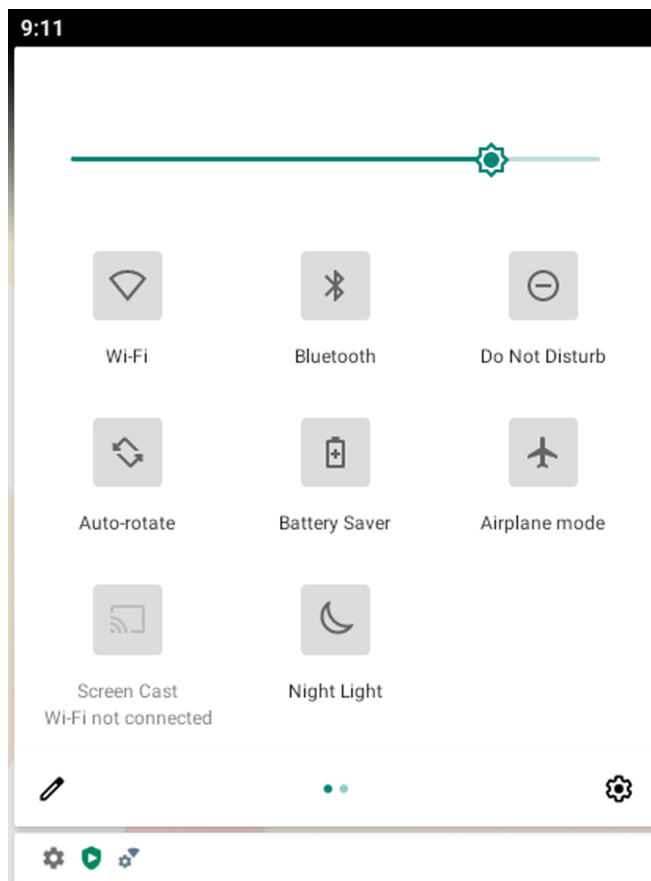 9:11
Wi-Fi
Bluetooth
Do Not Disturb
Auto-rotate
Battery Saver
Airplane mode
Screen Cast
Wi-Fi not connected
Night Light